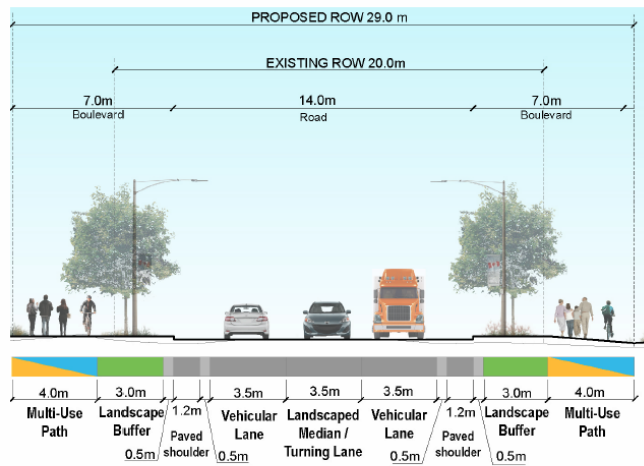 PROPOSED ROW 29.0 m
EXISTING ROW 20.0m
7.0m 14.0m 7.0m
Boulevard Road Boulevard
4.0m 3.0m 3.5m 3.5m 3.5m 3.0m 4.0m
1.2m 1.2m
Multi-Use Landscape Vehicular Landscaped Vehicular Landscape Multi-Use
Path Buffer Paved Lane Median / Lane Paved Buffer Path
shoulder Turning Lane shoulder
0.5m 0.5m 0.5m 0.5m